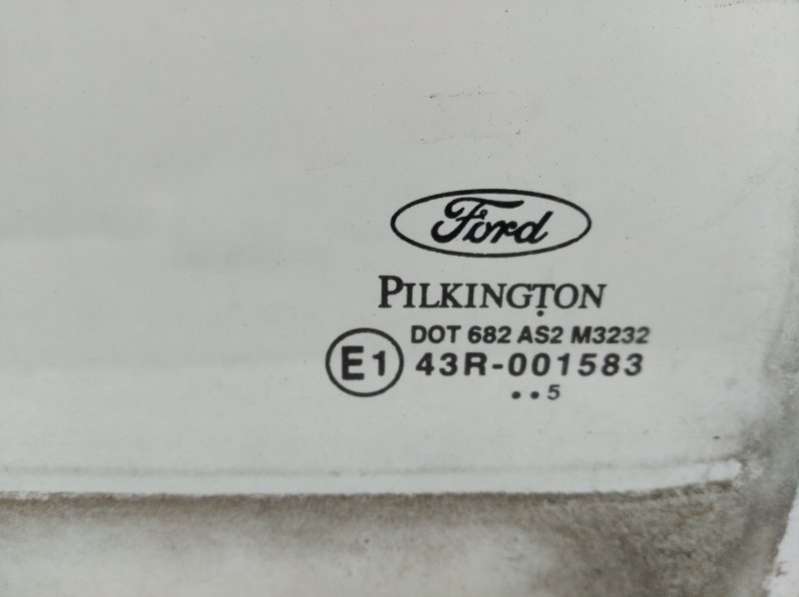 Ford
PILKINGTON
DOT 682 AS2 M3232
E1 43R-001583
..5